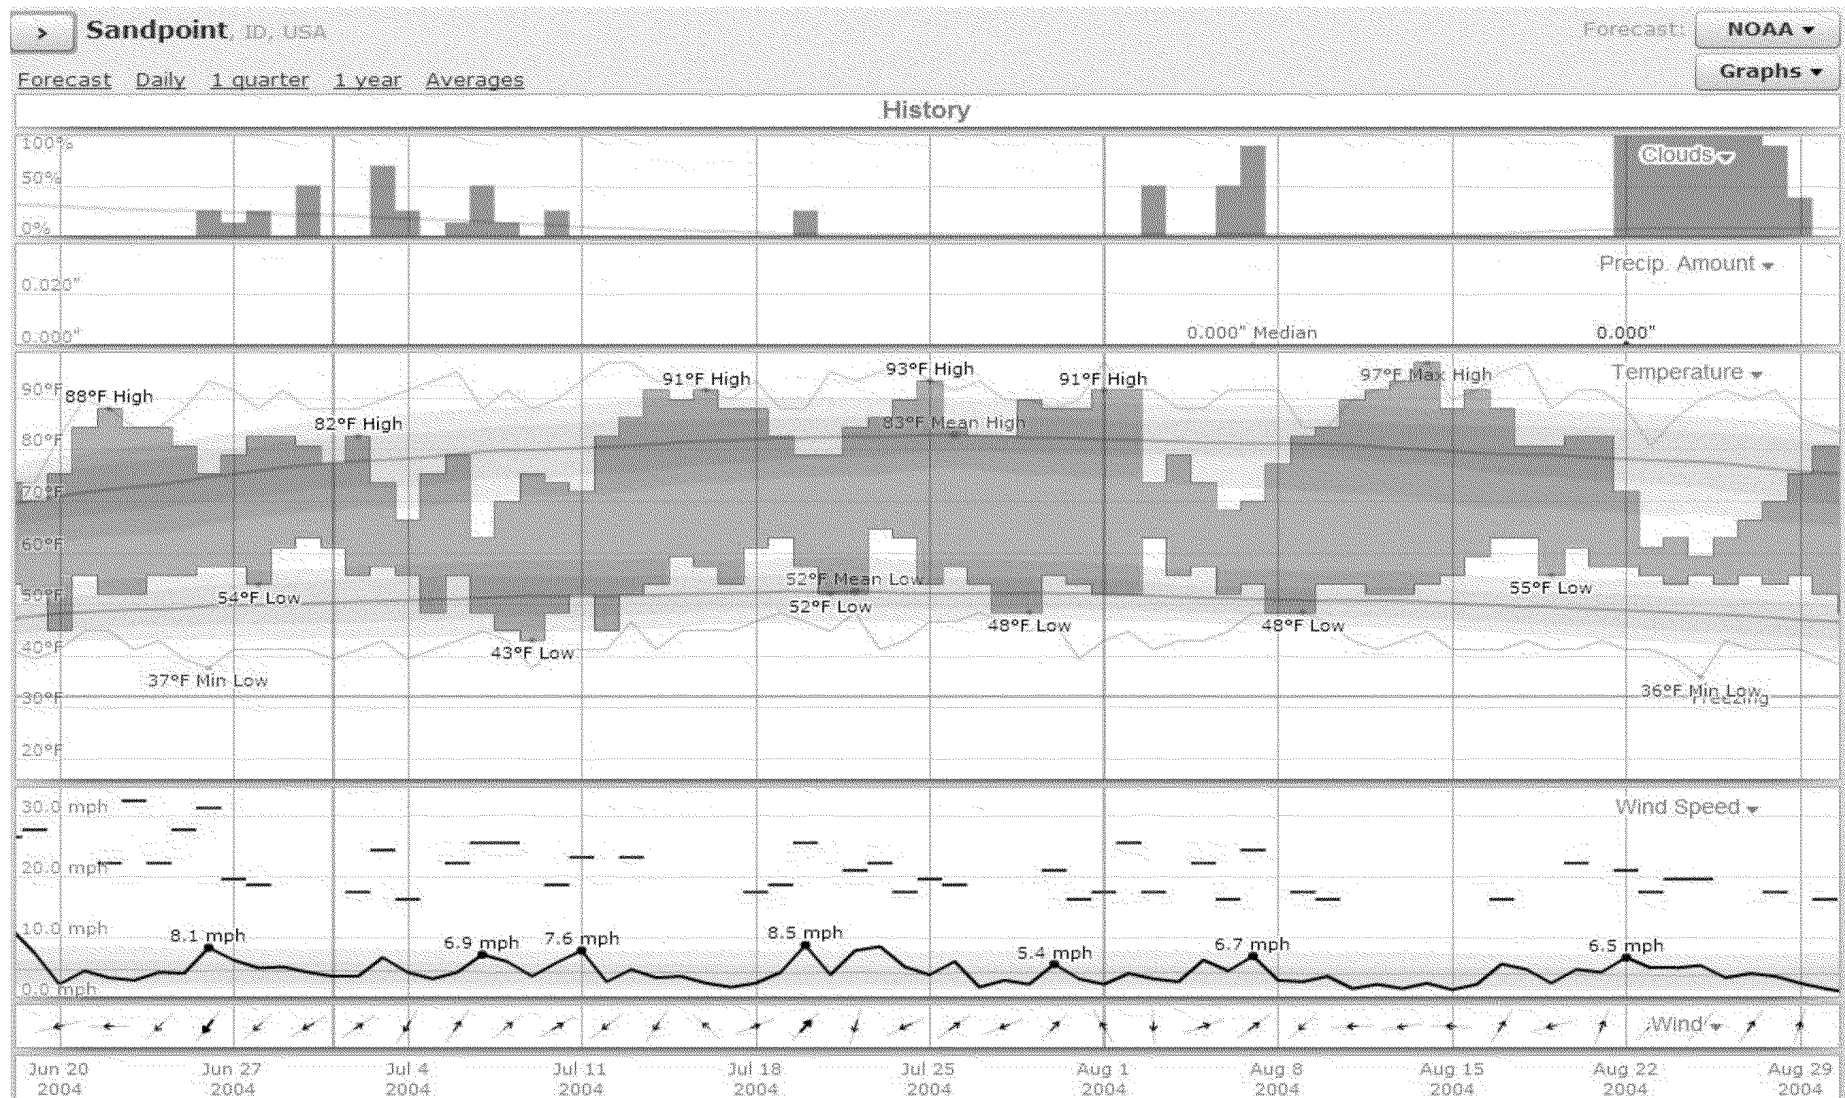 > Sandpoint, ID, USA Forecast: NOAA
Forecast Daily 1 quarter 1 year Averages Graphs
History
100%
50%
0%
Clouds
0.020"
0.000"
Precip. Amount
0.000" Median
0.000"
Temperature
90°F
80°F
70°F
60°F
50°F
40°F
30°F
20°F
88°F High
82°F High
91°F High
93°F High
83°F Mean High
91°F High
97°F Max High
54°F Low
37°F Min Low
43°F Low
52°F Mean Low
52°F Low
48°F Low
48°F Low
55°F Low
36°F Min Low
Freezing
Wind Speed
30.0 mph
20.0 mph
10.0 mph
0.0 mph
8.1 mph
6.9 mph
7.6 mph
8.5 mph
5.4 mph
6.7 mph
6.5 mph
Wind
Jun 20 Jun 27 Jul 4 Jul 11 Jul 18 Jul 25 Aug 1 Aug 8 Aug 15 Aug 22 Aug 29
2004 2004 2004 2004 2004 2004 2004 2004 2004 2004 2004